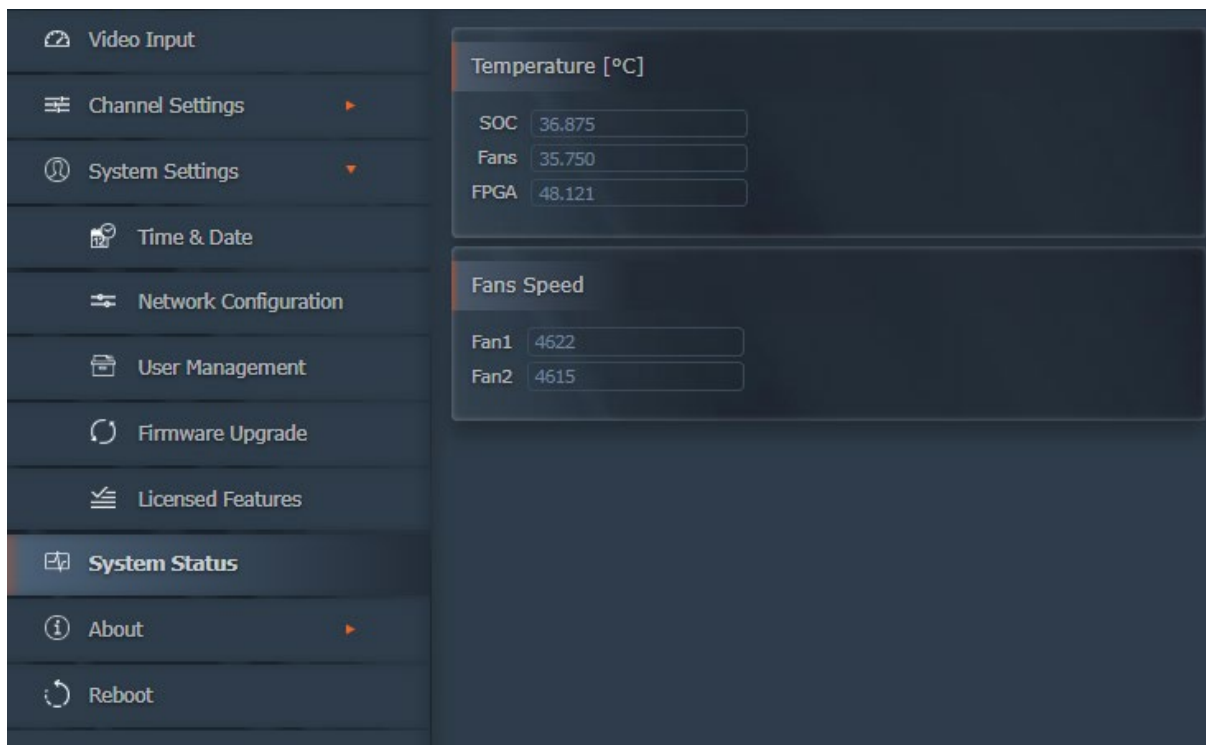 Video Input
Channel Settings
System Settings
12
Time & Date
Network Configuration
User Management
Firmware Upgrade
Licensed Features
System Status
About
Reboot
Temperature [°C]
SOC 36.875
Fans 35.750
FPGA 48.121
Fans Speed
Fan1 4622
Fan2 4615